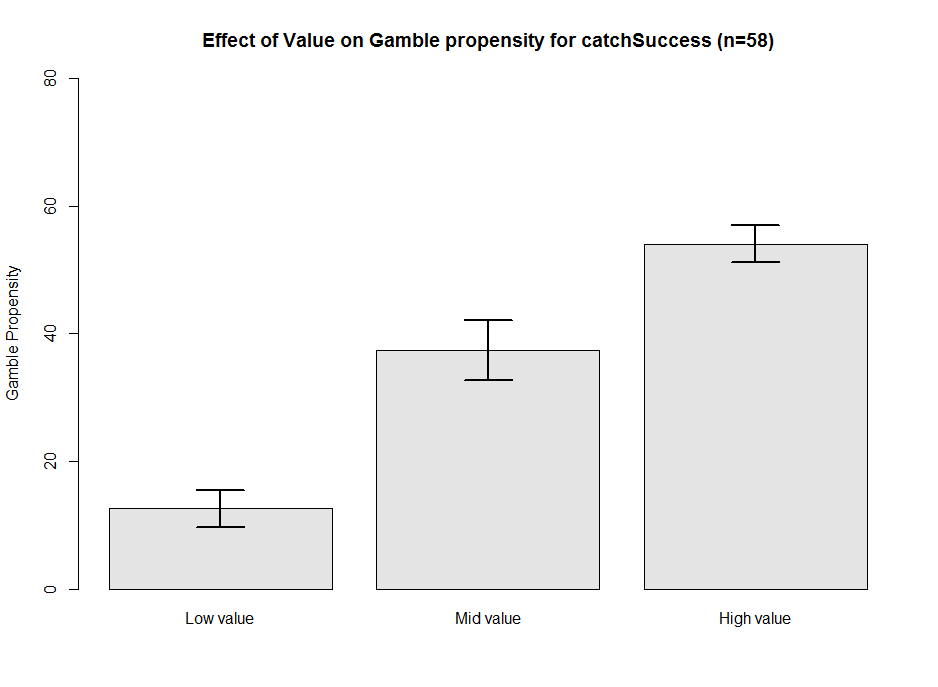 Effect of Value on Gamble propensity for catchSuccess (n=58)
Gamble Propensity
80
60
40
20
0
Low value
Mid value
High value